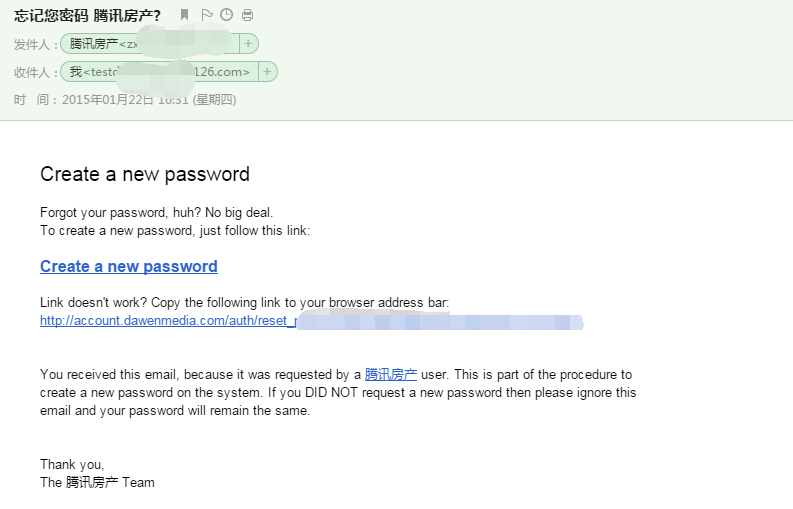 忘记您密码 腾讯房产?
发件人：腾讯房产<zx
收件人：我<testd 126.com>
时 间：2015年01月22日 16:31 (星期四)
Create a new password
Forgot your password, huh? No big deal.
To create a new password, just follow this link:
Create a new password
Link doesn't work? Copy the following link to your browser address bar:
http://account.dawenmedia.com/auth/reset_
You received this email, because it was requested by a 腾讯房产 user. This is part of the procedure to
create a new password on the system. If you DID NOT request a new password then please ignore this
email and your password will remain the same.
Thank you,
The 腾讯房产 Team